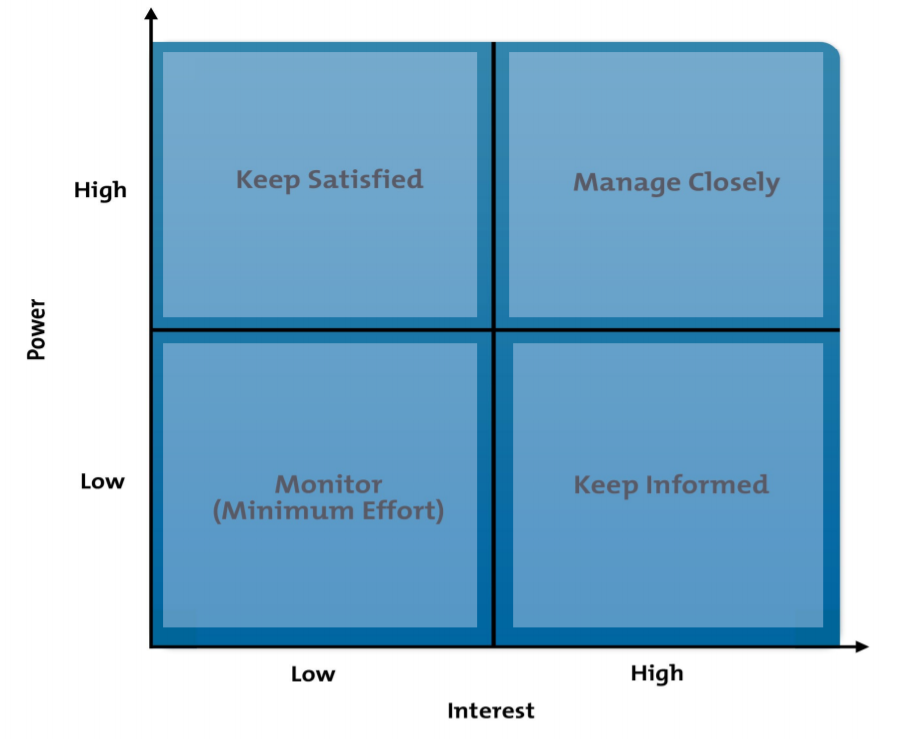 Keep Satisfied
Manage Closely
High
Power
Low
Monitor
(Minimum Effort)
Keep Informed
Low
High
Interest